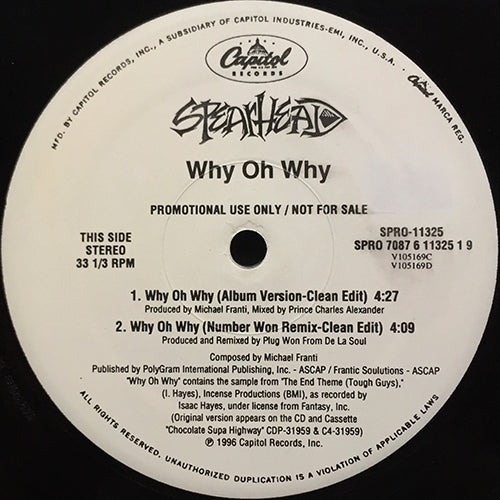 MFD. BY CAPITOL RECORDS, INC., A SUBSIDIARY OF CAPITOL INDUSTRIES-EMI, INC., U.S.A. · Capitol MARCA REG.
Capitol
RECORDS
SPEARHEAD
Why Oh Why
PROMOTIONAL USE ONLY / NOT FOR SALE
THIS SIDE
STEREO
33 1/3 RPM
SPRO-11325
SPRO 7087 6 11325 1 9
V105169C
V105169D
1. Why Oh Why (Album Version-Clean Edit) 4:27
Produced by Michael Franti, Mixed by Prince Charles Alexander
2. Why Oh Why (Number Won Remix-Clean Edit) 4:09
Produced and Remixed by Plug Won From De La Soul
Composed by Michael Franti
Published by PolyGram International Publishing, Inc. - ASCAP / Frantic Soulutions - ASCAP
"Why Oh Why" contains the sample from "The End Theme (Tough Guys),"
(I. Hayes), Incense Productions (BMI), as recorded by
Isaac Hayes, under license from Fantasy, Inc.
(Original version appears on the CD and Cassette
"Chocolate Supa Highway" CDP-31959 & C4-31959)
℗ 1996 Capitol Records, Inc.
ALL RIGHTS RESERVED. UNAUTHORIZED DUPLICATION IS A VIOLATION OF APPLICABLE LAWS